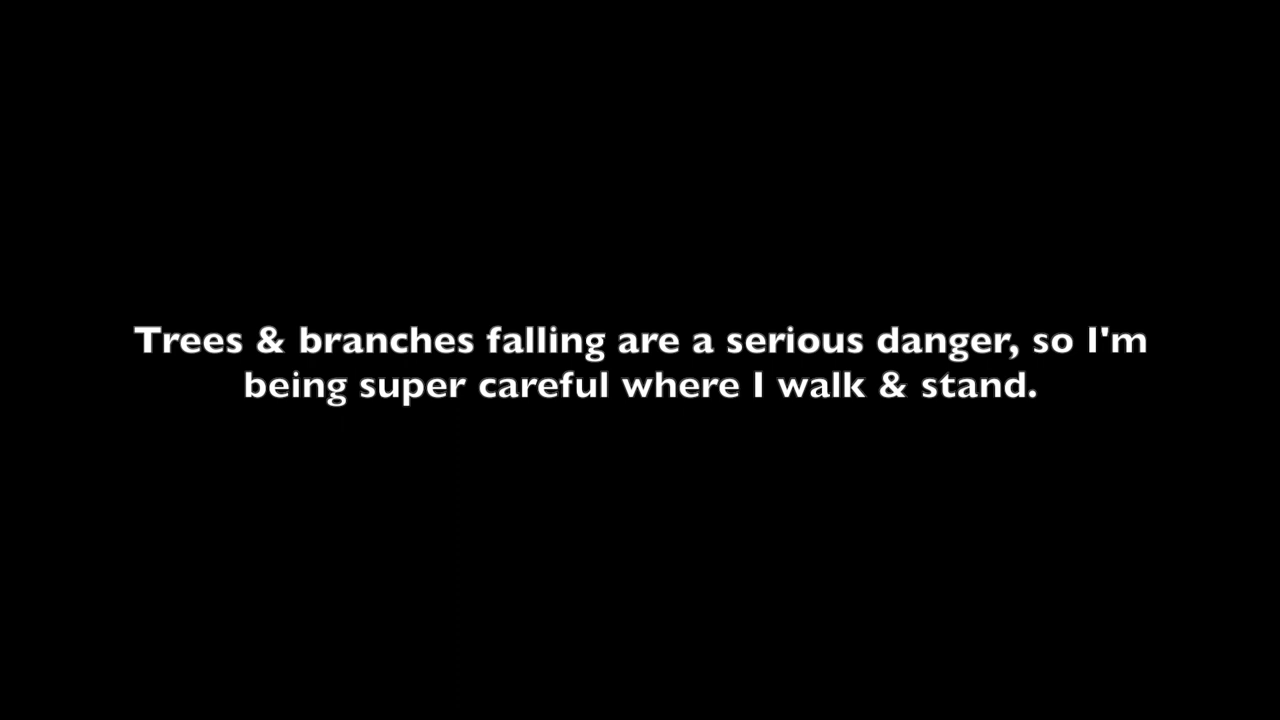 Trees & branches falling are a serious danger, so I'm
being super careful where I walk & stand.